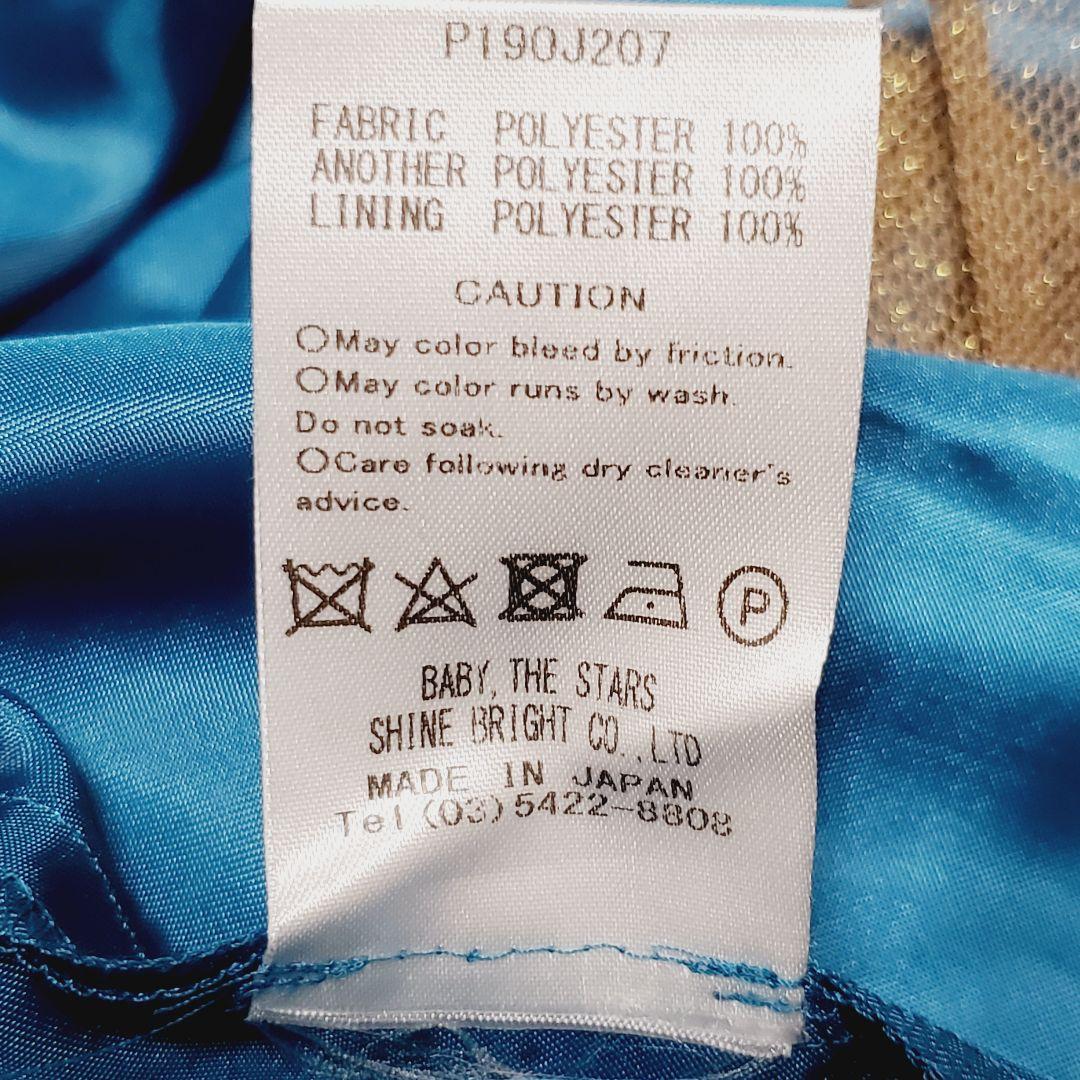 P190J207
FABRIC POLYESTER 100%
ANOTHER POLYESTER 100%
LINING POLYESTER 100%
CAUTION
○May color bleed by friction.
○May color runs by wash.
Do not soak.
○Care following dry cleaner's
advice.
P
BABY, THE STARS
SHINE BRIGHT CO.,LTD
MADE IN JAPAN
Tel (03)5422-8808